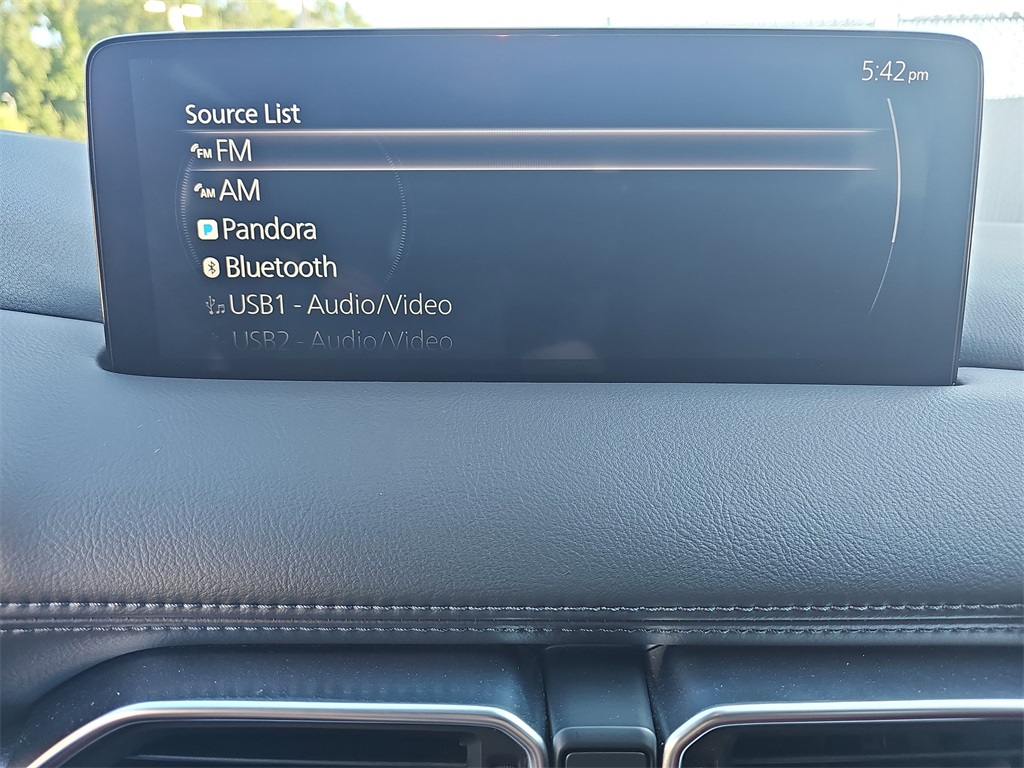 5:42 pm
Source List
FM FM
AM AM
P Pandora
Bluetooth
USB1 - Audio/Video
USB2 - Audio/Video